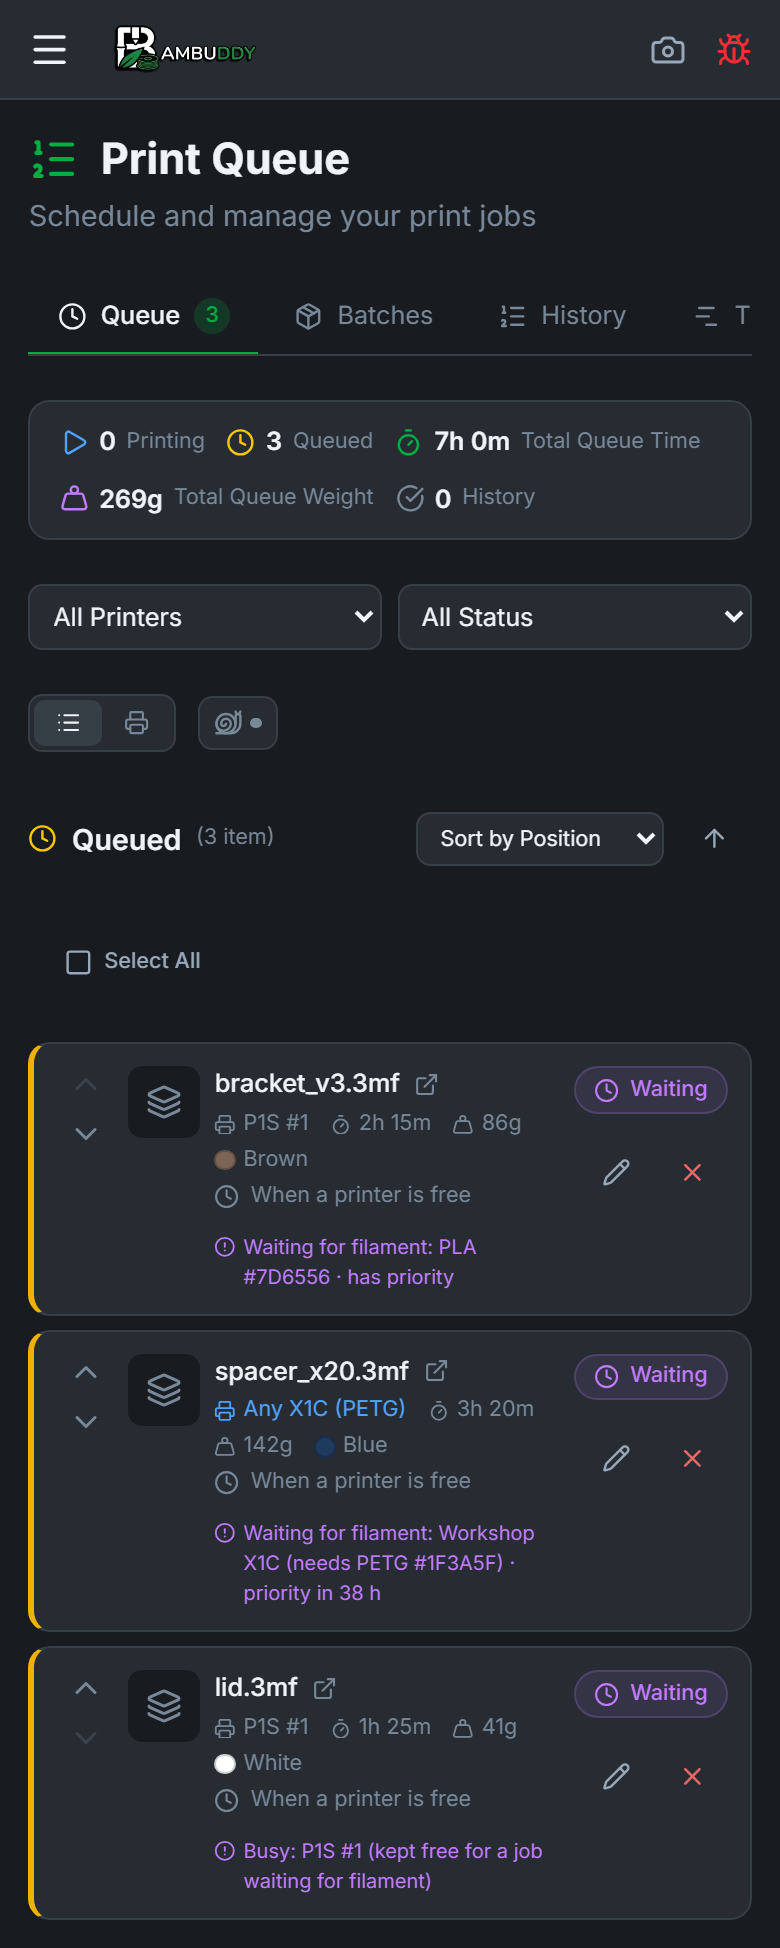 AMBUDDY
Print Queue
Schedule and manage your print jobs
Queue 3 Batches History T
0 Printing 3 Queued 7h 0m Total Queue Time
269g Total Queue Weight 0 History
All Printers All Status
Queued (3 item) Sort by Position
Select All
bracket_v3.3mf Waiting
P1S #1 2h 15m 86g
Brown
When a printer is free
Waiting for filament: PLA
#7D6556 · has priority
spacer_x20.3mf Waiting
Any X1C (PETG) 3h 20m
142g Blue
When a printer is free
Waiting for filament: Workshop
X1C (needs PETG #1F3A5F) ·
priority in 38 h
lid.3mf Waiting
P1S #1 1h 25m 41g
White
When a printer is free
Busy: P1S #1 (kept free for a job
waiting for filament)